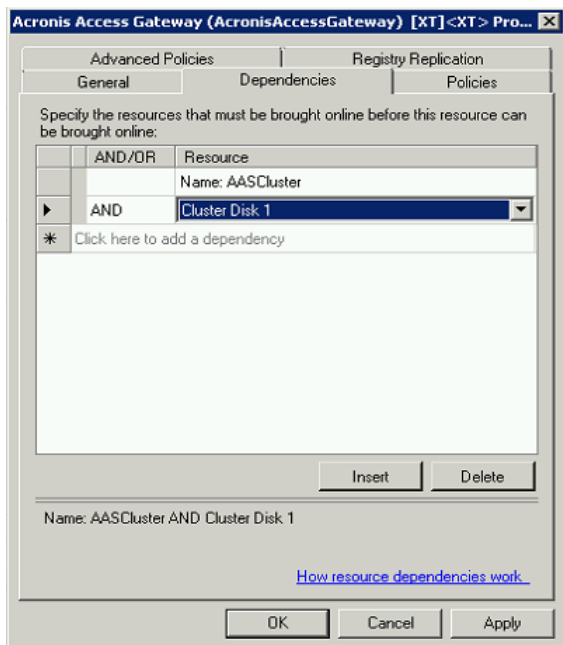 Acronis Access Gateway (AcronisAccessGateway) [XT]<XT> Pro...
Advanced Policies
Registry Replication
General
Dependencies
Policies
Specify the resources that must be brought online before this resource can
be brought online:
AND/OR
Resource
Name: AASCluster
AND
Cluster Disk 1
Click here to add a dependency
Insert
Delete
Name: AASCluster AND Cluster Disk 1
How resource dependencies work
OK
Cancel
Apply